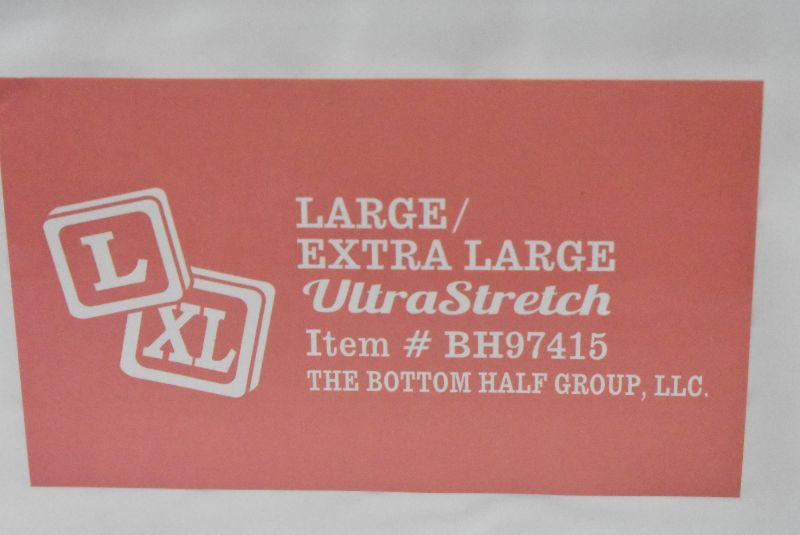 L
XL
LARGE/
EXTRA LARGE
UltraStretch
Item # BH97415
THE BOTTOM HALF GROUP, LLC.